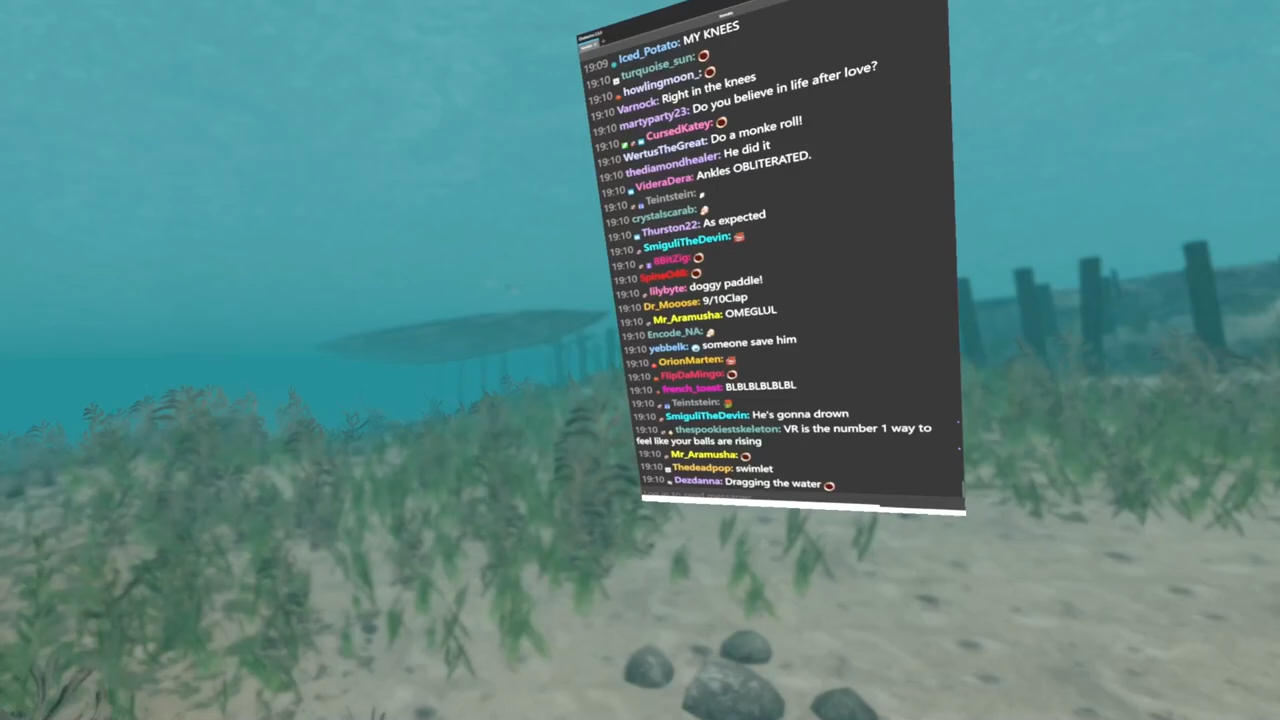 19:09 Iced_Potato: MY KNEES
19:10 turquoise_sun:
19:10 howlingmoon_:
19:10 Varnock: Right in the knees
19:10 martyparty23: Do you believe in life after love?
19:10 CursedKatey:
19:10 WertusTheGreat: Do a monke roll!
19:10 thediamondhealer: He did it
19:10 VideraDera: Ankles OBLITERATED.
19:10 Teintstein:
19:10 crystalscarab:
19:10 Thurston22: As expected
19:10 SmiguliTheDevin:
19:10 8BitZig:
19:10
19:10 lilybyte: doggy paddle!
19:10 Dr_Mooose: 9/10Clap
19:10 Mr_Aramusha: OMEGLUL
19:10 Encode_NA:
19:10 yebbelk: someone save him
19:10 OrionMarten:
19:10 FlipDaMingo:
19:10 french_toast: BLBLBLBLBLBL
19:10 Teintstein:
19:10 SmiguliTheDevin: He's gonna drown
19:10 thespookiestskeleton: VR is the number 1 way to
feel like your balls are rising
19:10 Mr_Aramusha:
19:10 Thedeadpop: swimlet
19:10 Dezdanna: Dragging the water